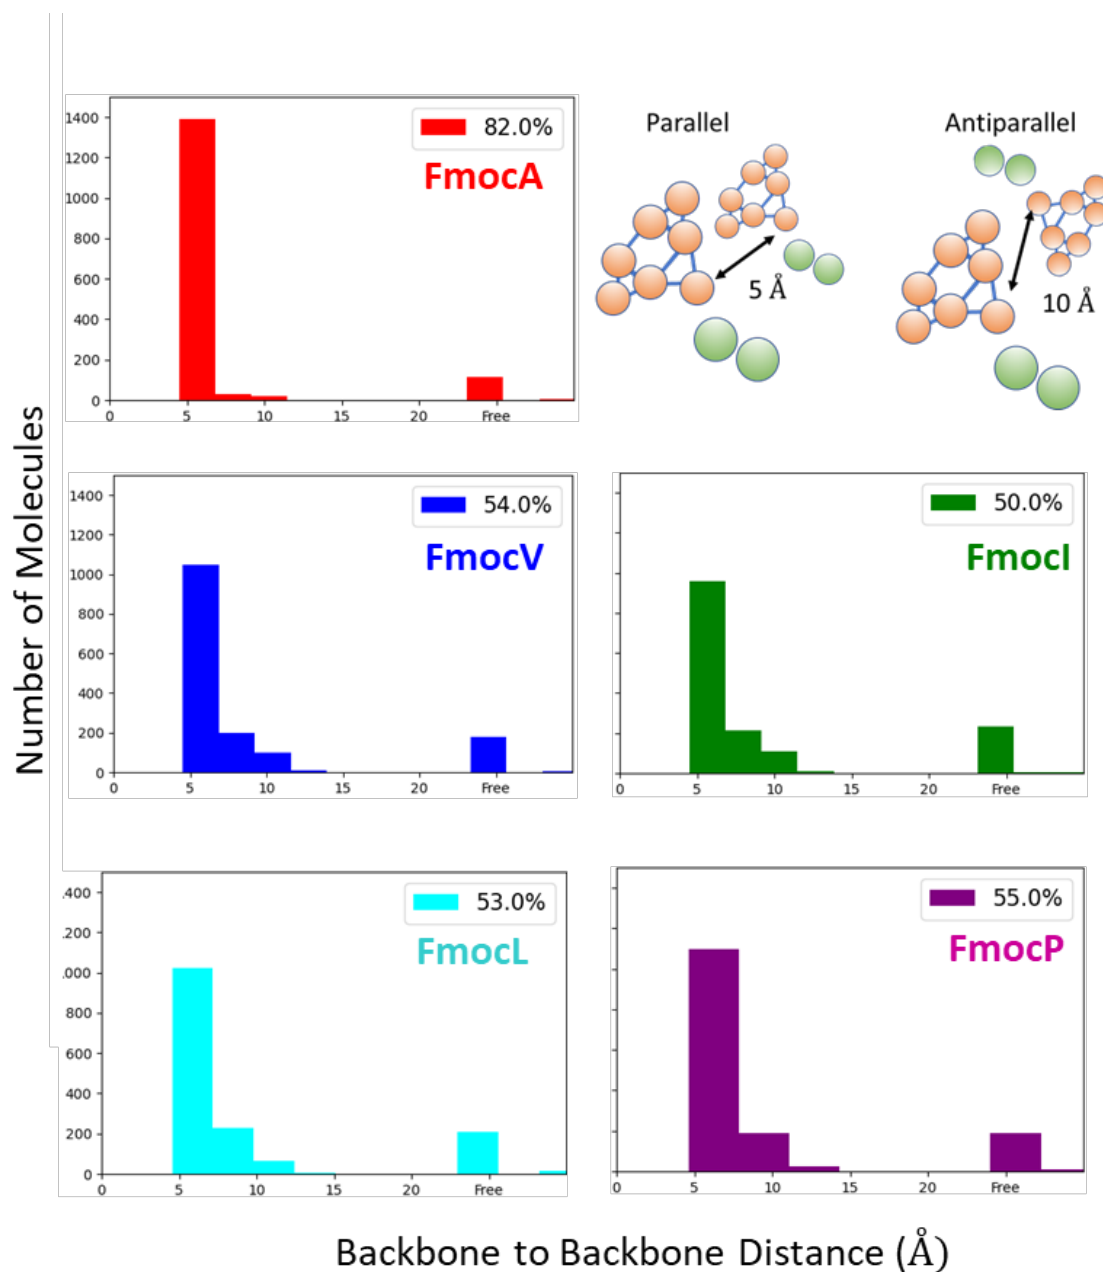 Number of Molecules
1400
1200
1000
800
600
400
200
0
0 5 10 15 20 Free
82.0%
FmocA
Parallel
5 Å
Antiparallel
10 Å
1400
1200
1000
800
600
400
200
0
0 5 10 15 20 Free
54.0%
FmocV
50.0%
FmocI
0 5 10 15 20 Free
.400
.200
.000
800
600
400
200
0
0 5 10 15 20 Free
53.0%
FmocL
55.0%
FmocP
0 5 10 15 20 Free
Backbone to Backbone Distance (Å)